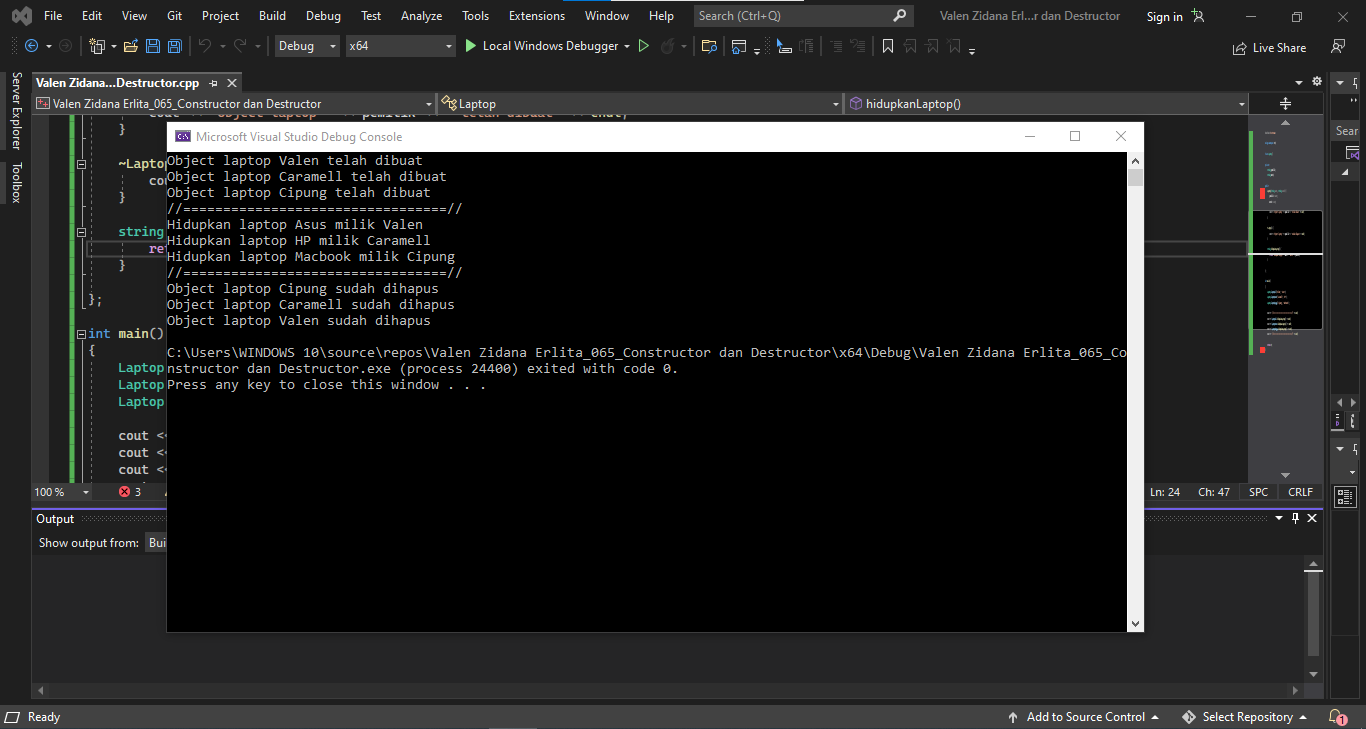 File Edit View Git Project Build Debug Test Analyze Tools Extensions Window Help Search (Ctrl+Q) Valen Zidana Erl...r dan Destructor Sign in
Debug x64 Local Windows Debugger Live Share
Server Explorer
Toolbox
Valen Zidana...Destructor.cpp
Valen Zidana Erlita_065_Constructor dan Destructor Laptop hidupkanLaptop()
Sear
}
~Lapto
cou
}
string
ret
}
};
int main()
{
Laptop
Laptop
Laptop
cout <<
cout <<
cout <<
Microsoft Visual Studio Debug Console
Object laptop Valen telah dibuat
Object laptop Caramell telah dibuat
Object laptop Cipung telah dibuat
//=================================//
Hidupkan laptop Asus milik Valen
Hidupkan laptop HP milik Caramell
Hidupkan laptop Macbook milik Cipung
//=================================//
Object laptop Cipung sudah dihapus
Object laptop Caramell sudah dihapus
Object laptop Valen sudah dihapus
C:\Users\WINDOWS 10\source\repos\Valen Zidana Erlita_065_Constructor dan Destructor\x64\Debug\Valen Zidana Erlita_065_Co
nstructor dan Destructor.exe (process 24400) exited with code 0.
Press any key to close this window . . .
100 % 3 Ln: 24 Ch: 47 SPC CRLF
Output
Show output from: Bui
Ready Add to Source Control Select Repository 1